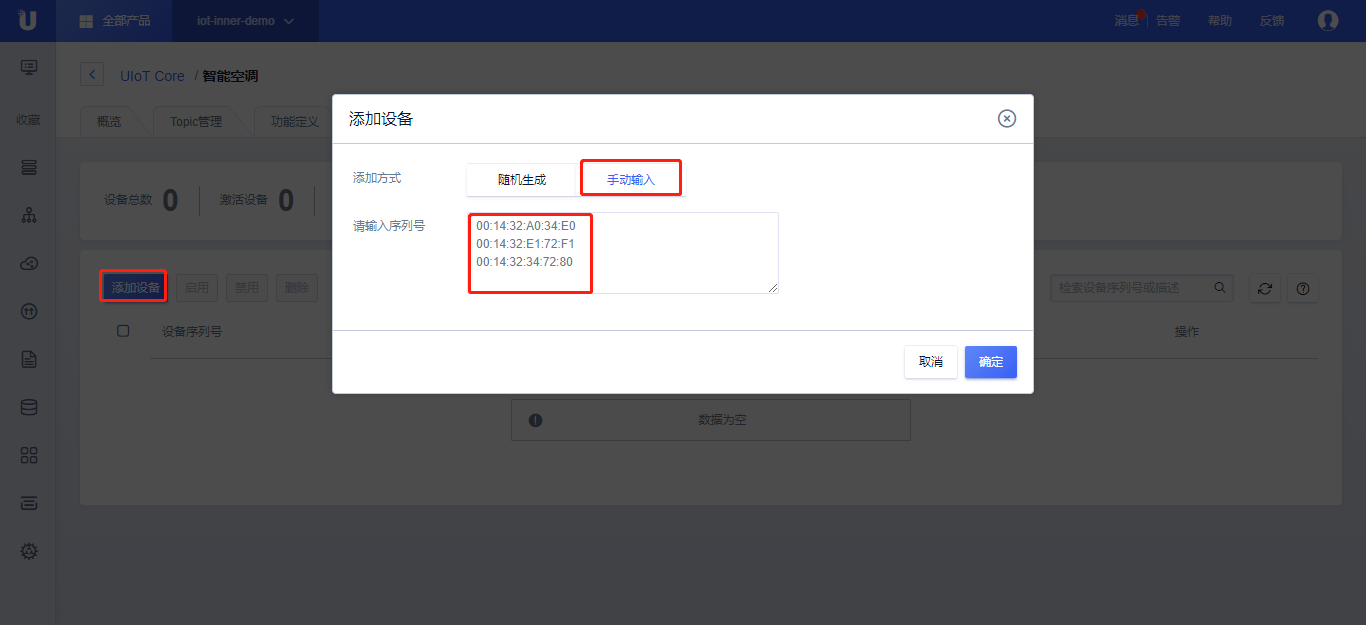 全部产品
iot-inner-demo
消息
告警
帮助
反馈
收藏
UIoT Core / 智能空调
概览
Topic管理
功能定义
设备总数 0
激活设备 0
添加设备
启用
禁用
删除
检索设备序列号或描述
设备序列号
操作
数据为空
添加设备
添加方式
随机生成
手动输入
请输入序列号
00:14:32:A0:34:E0
00:14:32:E1:72:F1
00:14:32:34:72:80
取消
确定